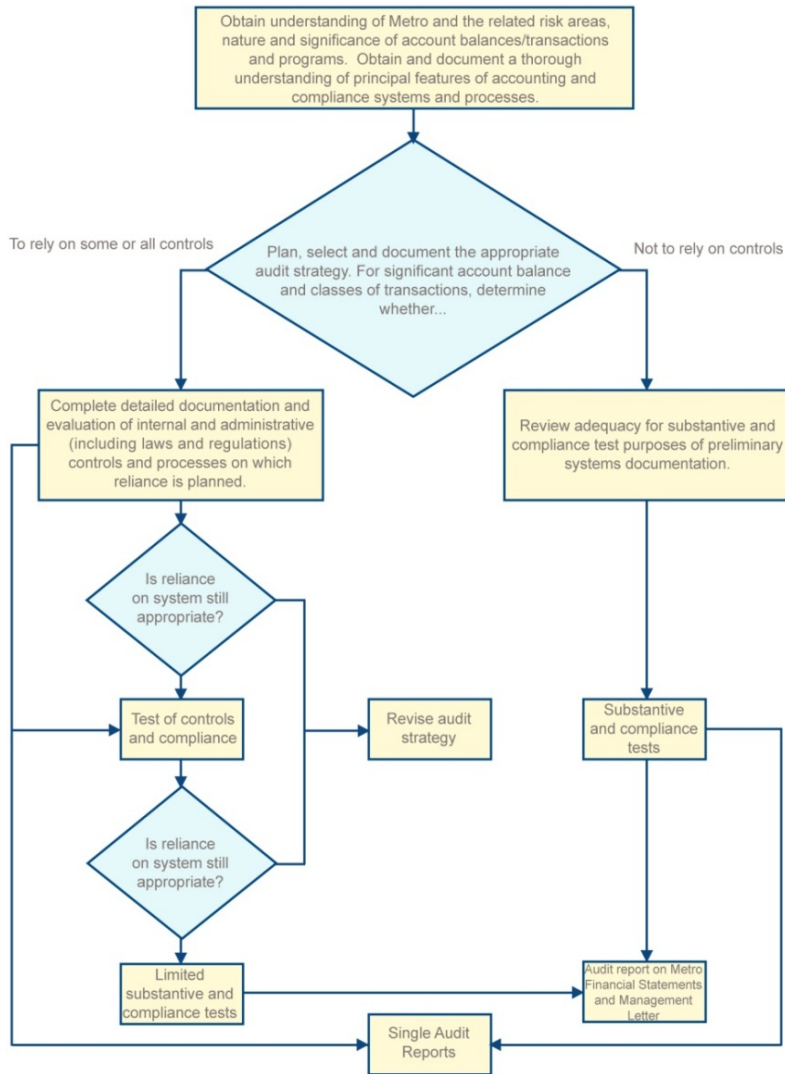 Obtain understanding of Metro and the related risk areas,
nature and significance of account balances/transactions
and programs.  Obtain and document a thorough
understanding of principal features of accounting and
compliance systems and processes.
To rely on some or all controls
Not to rely on controls
Plan, select and document the appropriate
audit strategy. For significant account balance
and classes of transactions, determine
whether...
Complete detailed documentation and
evaluation of internal and administrative
(including laws and regulations)
controls and processes on which
reliance is planned.
Review adequacy for substantive and
compliance test purposes of preliminary
systems documentation.
Is reliance
on system still
appropriate?
Test of controls
and compliance
Revise audit
strategy
Substantive
and compliance
tests
Is reliance
on system still
appropriate?
Limited
substantive and
compliance tests
Audit report on Metro
Financial Statements
and Management
Letter
Single Audit
Reports